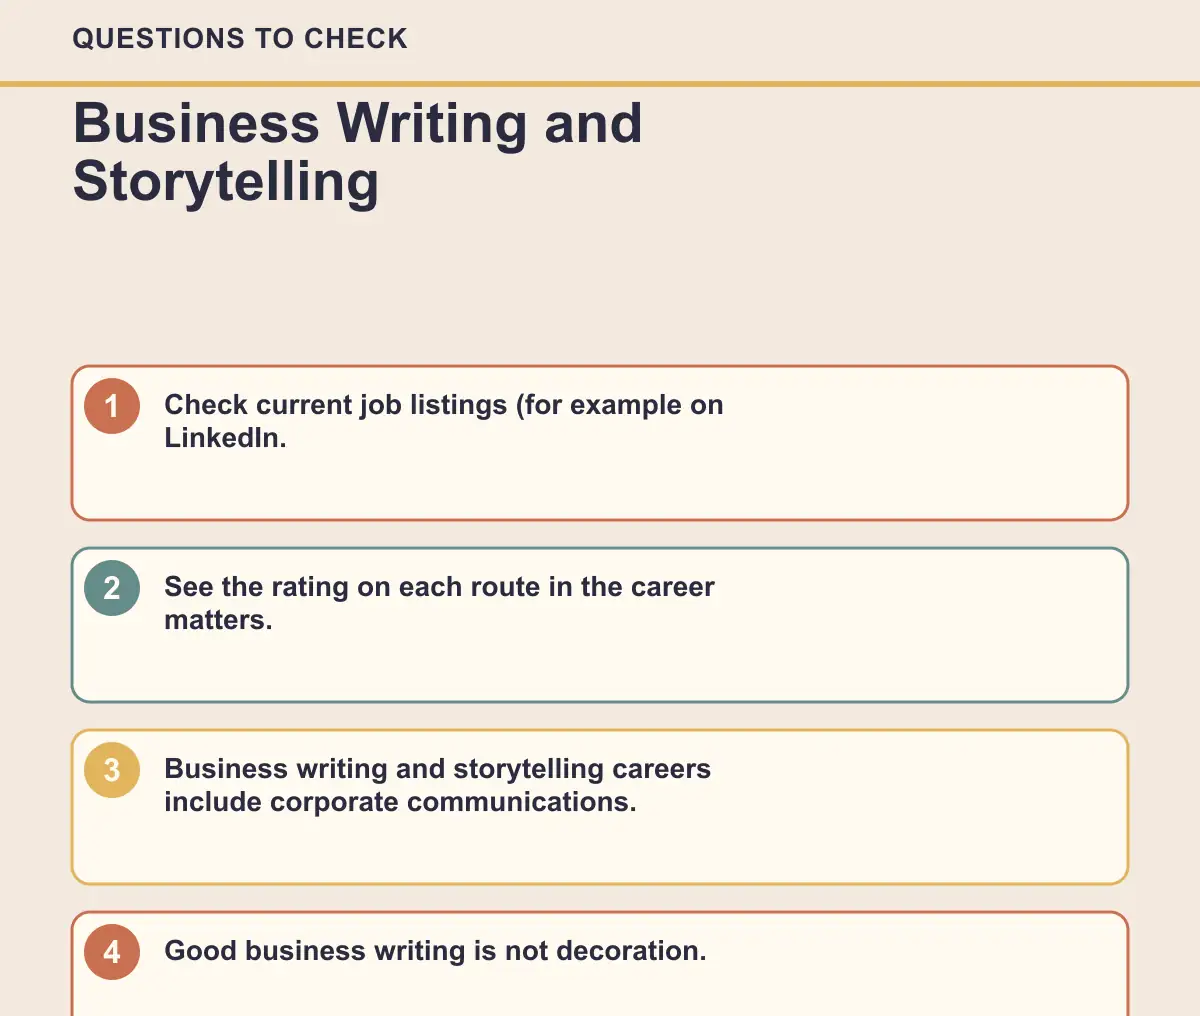 QUESTIONS TO CHECK
Business Writing and
Storytelling
1
Check current job listings (for example on
LinkedIn.
2
See the rating on each route in the career
matters.
3
Business writing and storytelling careers
include corporate communications.
4
Good business writing is not decoration.